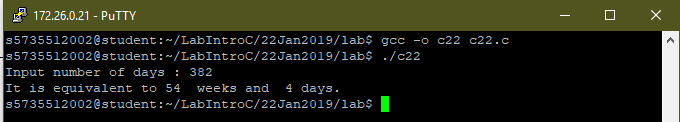 172.26.0.21 - PuTTY
s5735512002@student:~/LabIntroC/22Jan2019/lab$ gcc -o c22 c22.c
s5735512002@student:~/LabIntroC/22Jan2019/lab$ ./c22
Input number of days : 382
It is equivalent to 54  weeks and  4 days.
s5735512002@student:~/LabIntroC/22Jan2019/lab$